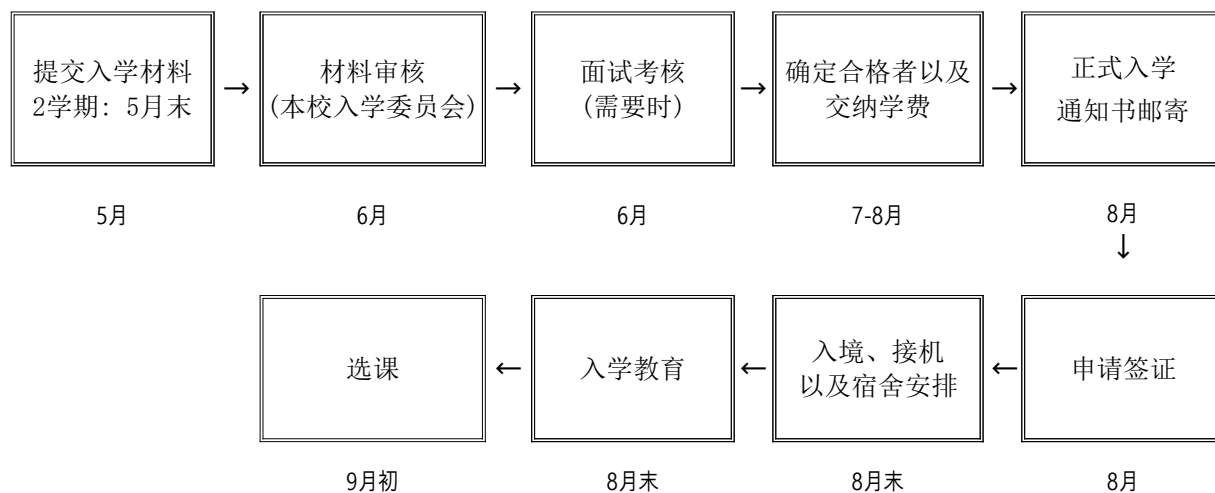 提交入学材料
2学期: 5月末
→
材料审核
(本校入学委员会)
→
面试考核
(需要时)
→
确定合格者以及
交纳学费
→
正式入学
通知书邮寄
5月
6月
6月
7-8月
8月
↓
申请签证
←
入境、接机
以及宿舍安排
←
入学教育
←
选课
8月
8月末
8月末
9月初